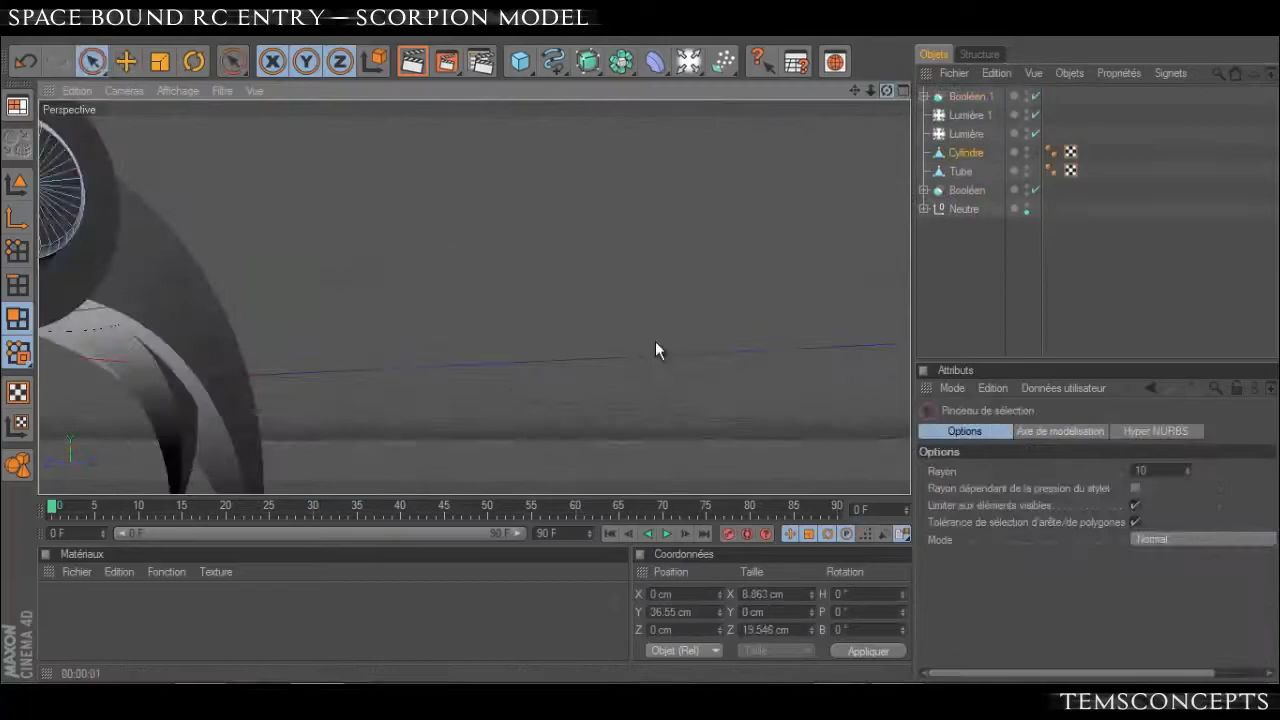 SPACE BOUND RC ENTRY – SCORPION MODEL
Objets Structure
Fichier Edition Vue Objets Propriétés Signets
Edition Caméras Affichage Filtre Vue
Perspective
Booléen 1
Lumière 1
Lumière
Cylindre
Tube
Booléen
Neutre
Attributs
Mode Edition Données utilisateur
Pinceau de sélection
Options Axe de modélisation Hyper NURBS
Options
Rayon 10
Rayon dépendant de la pression du stylet
Limiter aux éléments visibles
Tolérance de sélection d'arête/de polygones
Mode Normal
0 5 10 15 20 25 30 35 40 45 50 55 60 65 70 75 80 85 90 0 F
0 F 0 F 90 F 90 F
Matériaux
Fichier Edition Fonction Texture
Coordonnées
Position Taille Rotation
X 0 cm X 8.863 cm H 0 °
Y 36.55 cm Y 0 cm P 0 °
Z 0 cm Z 19.546 cm B 0 °
Objet (Rel) Taille Appliquer
MAXON CINEMA 4D
00:00:01
TEMSCONCEPTS